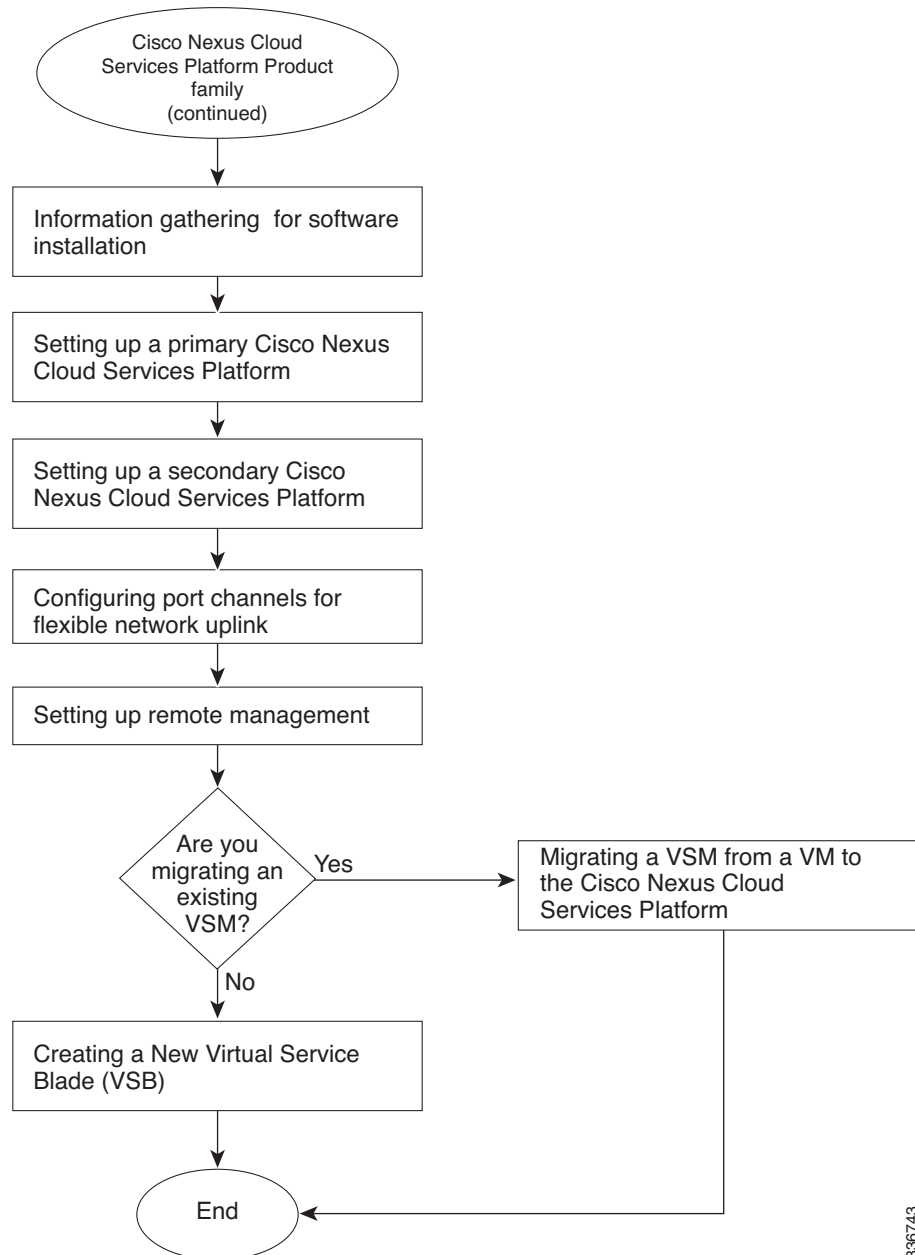 Cisco Nexus Cloud
Services Platform Product
family
(continued)
Information gathering for software
installation
Setting up a primary Cisco Nexus
Cloud Services Platform
Setting up a secondary Cisco
Nexus Cloud Services Platform
Configuring port channels for
flexible network uplink
Setting up remote management
Are you
migrating an
existing
VSM?
Yes
Migrating a VSM from a VM to
the Cisco Nexus Cloud
Services Platform
No
Creating a New Virtual Service
Blade (VSB)
End
336743